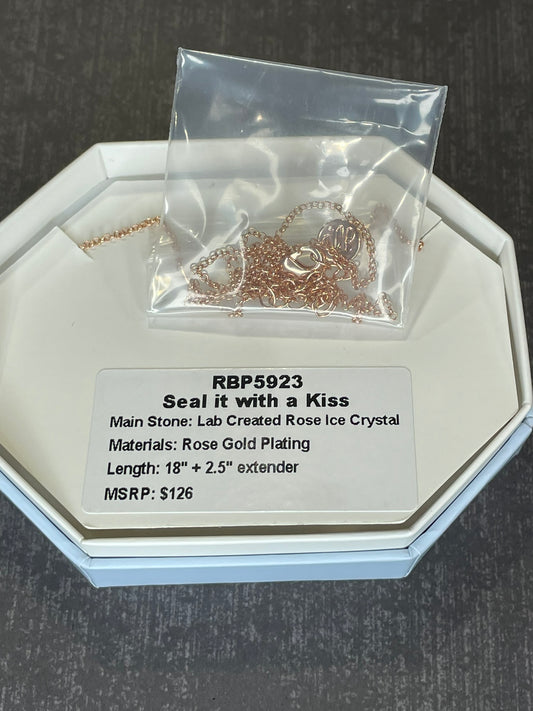 RBP5923
Seal it with a Kiss
Main Stone: Lab Created Rose Ice Crystal
Materials: Rose Gold Plating
Length: 18" + 2.5" extender
MSRP: $126